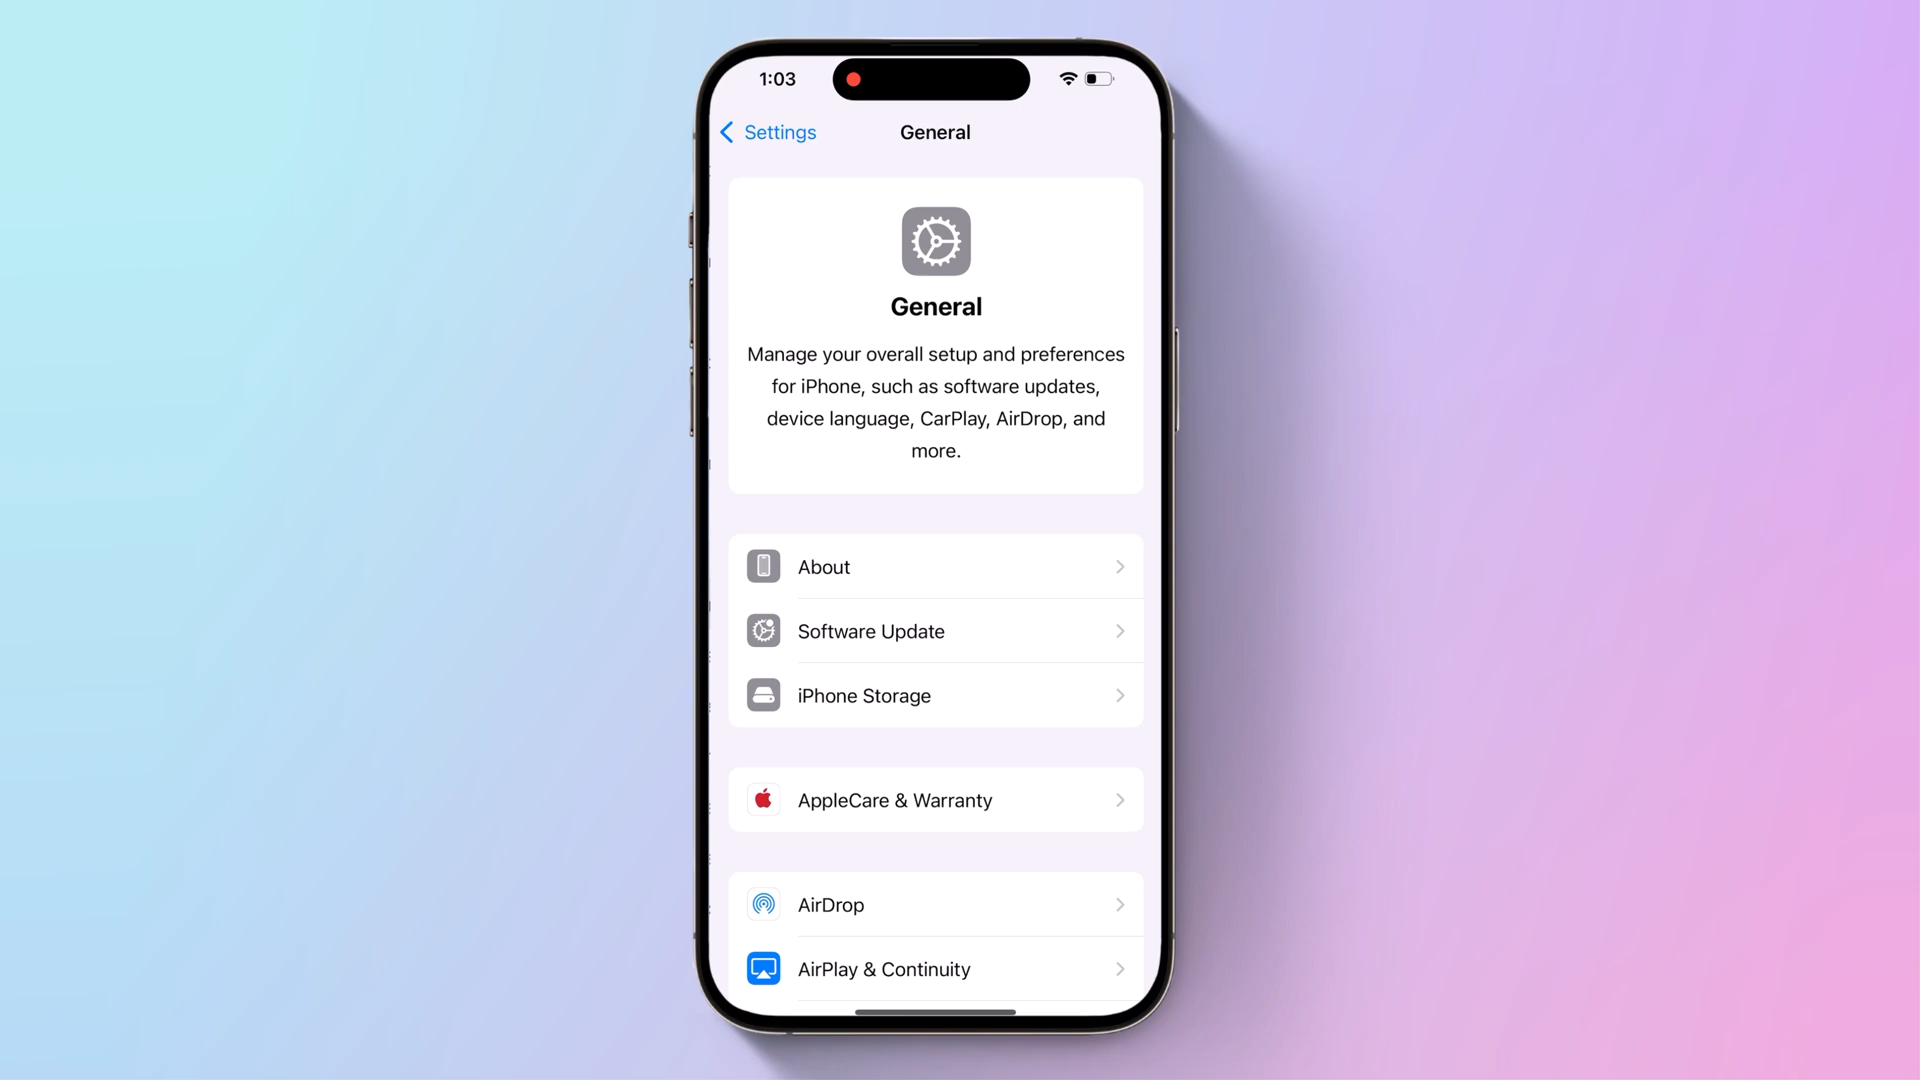 1:03
Settings
General
General
Manage your overall setup and preferences
for iPhone, such as software updates,
device language, CarPlay, AirDrop, and
more.
About
Software Update
iPhone Storage
AppleCare & Warranty
AirDrop
AirPlay & Continuity